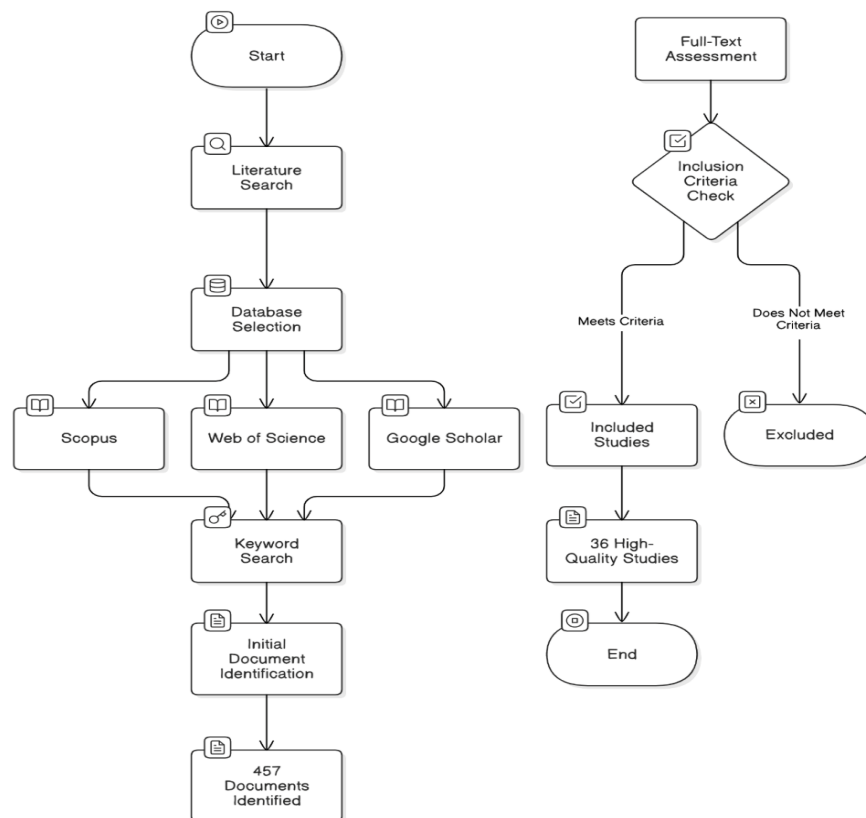 Start
Literature
Search
Database
Selection
Scopus
Web of Science
Google Scholar
Keyword
Search
Initial
Document
Identification
457
Documents
Identified
Full-Text
Assessment
Inclusion
Criteria
Check
Meets Criteria
Does Not Meet
Criteria
Included
Studies
Excluded
36 High-
Quality Studies
End